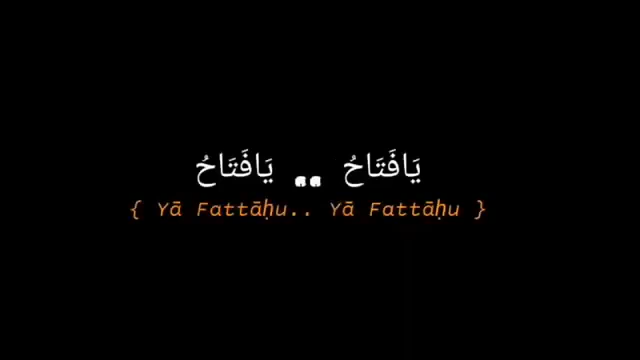 يَافَتَاحُ ,, يَافَتَاحُ
{ Yā Fattāḥu.. Yā Fattāḥu }